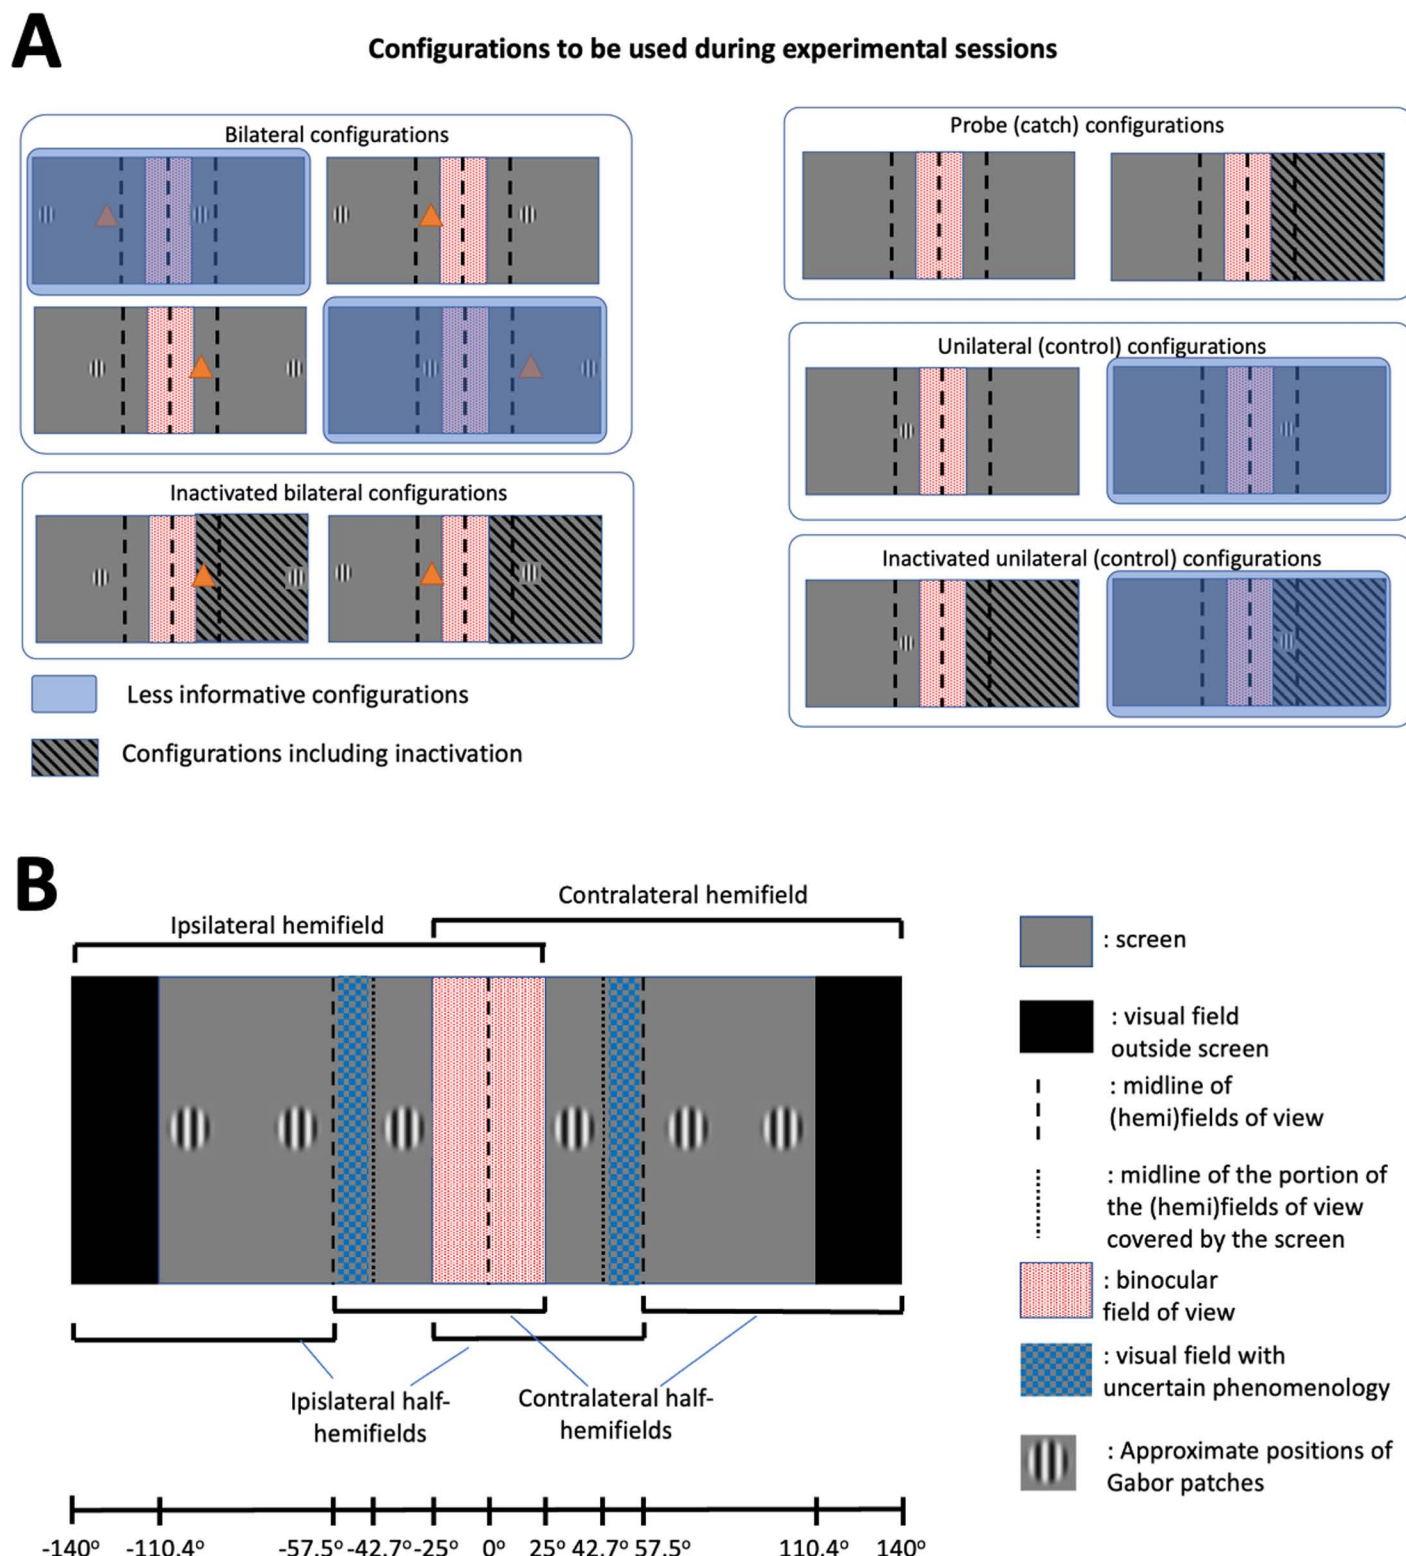 A
Configurations to be used during experimental sessions
Bilateral configurations
Inactivated bilateral configurations
Less informative configurations
Configurations including inactivation
Probe (catch) configurations
Unilateral (control) configurations
Inactivated unilateral (control) configurations
B
Contralateral hemifield
Ipsilateral hemifield
Ipislateral half-
hemifields
Contralateral half-
hemifields
-140° -110.4° -57.5° -42.7° -25° 0° 25° 42.7° 57.5° 110.4° 140°
: screen
: visual field
outside screen
: midline of
(hemi)fields of view
: midline of the portion of
the (hemi)fields of view
covered by the screen
: binocular
field of view
: visual field with
uncertain phenomenology
: Approximate positions of
Gabor patches